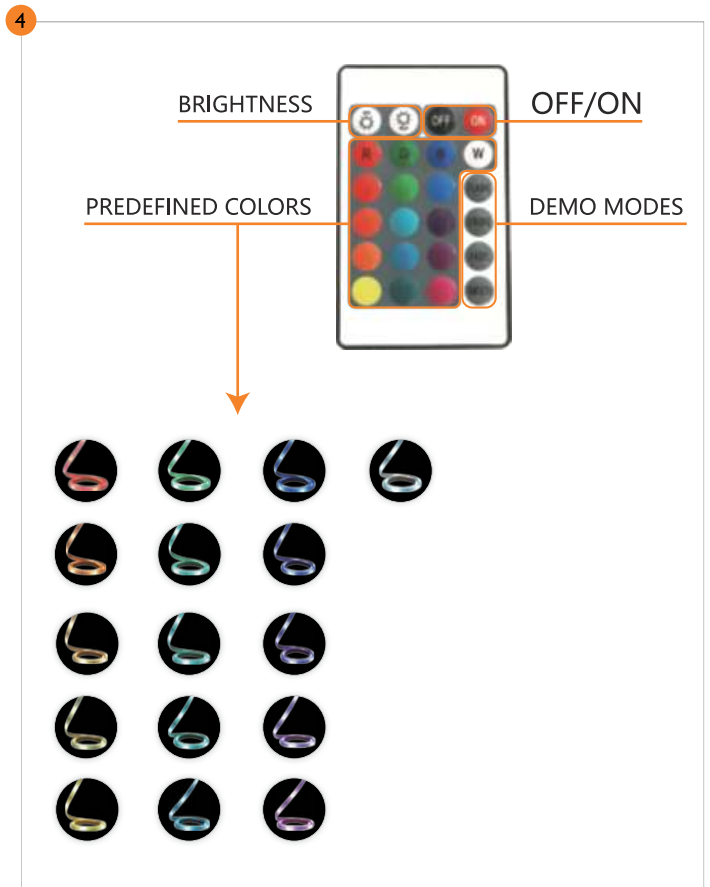 4
BRIGHTNESS
OFF/ON
OFF ON
R G B W
PREDEFINED COLORS
DEMO MODES